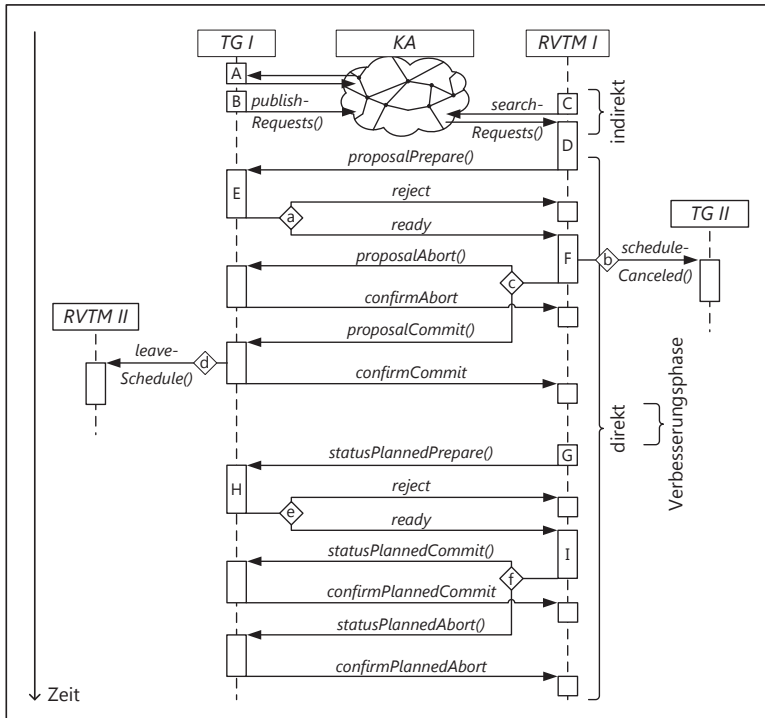 TG I
KA
RVTM I
A
B
publish-
Requests()
search-
Requests()
C
D
indirekt
proposalPrepare()
E
reject
a
ready
TG II
F
b
schedule-
Canceled()
proposalAbort()
c
confirmAbort
RVTM II
proposalCommit()
leave-
Schedule()
d
confirmCommit
direkt
Verbesserungsphase
statusPlannedPrepare()
G
H
reject
e
ready
statusPlannedCommit()
I
f
confirmPlannedCommit
statusPlannedAbort()
confirmPlannedAbort
Zeit